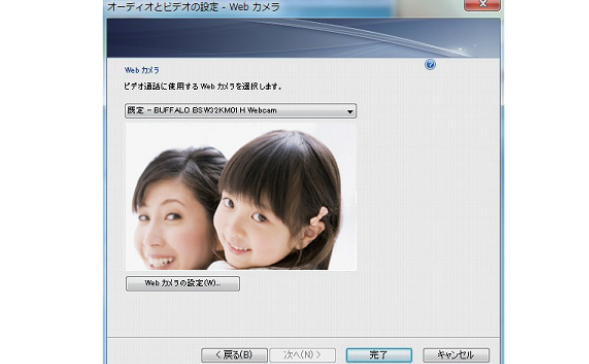 オーディオとビデオの設定 - Web カメラ
Web カメラ
ビデオ通話に使用する Web カメラを選択します。
既定 - BUFFALO BSW32KM01H Webcam
Web カメラの設定(W)...
< 戻る(B) 次へ(N) > 完了 キャンセル